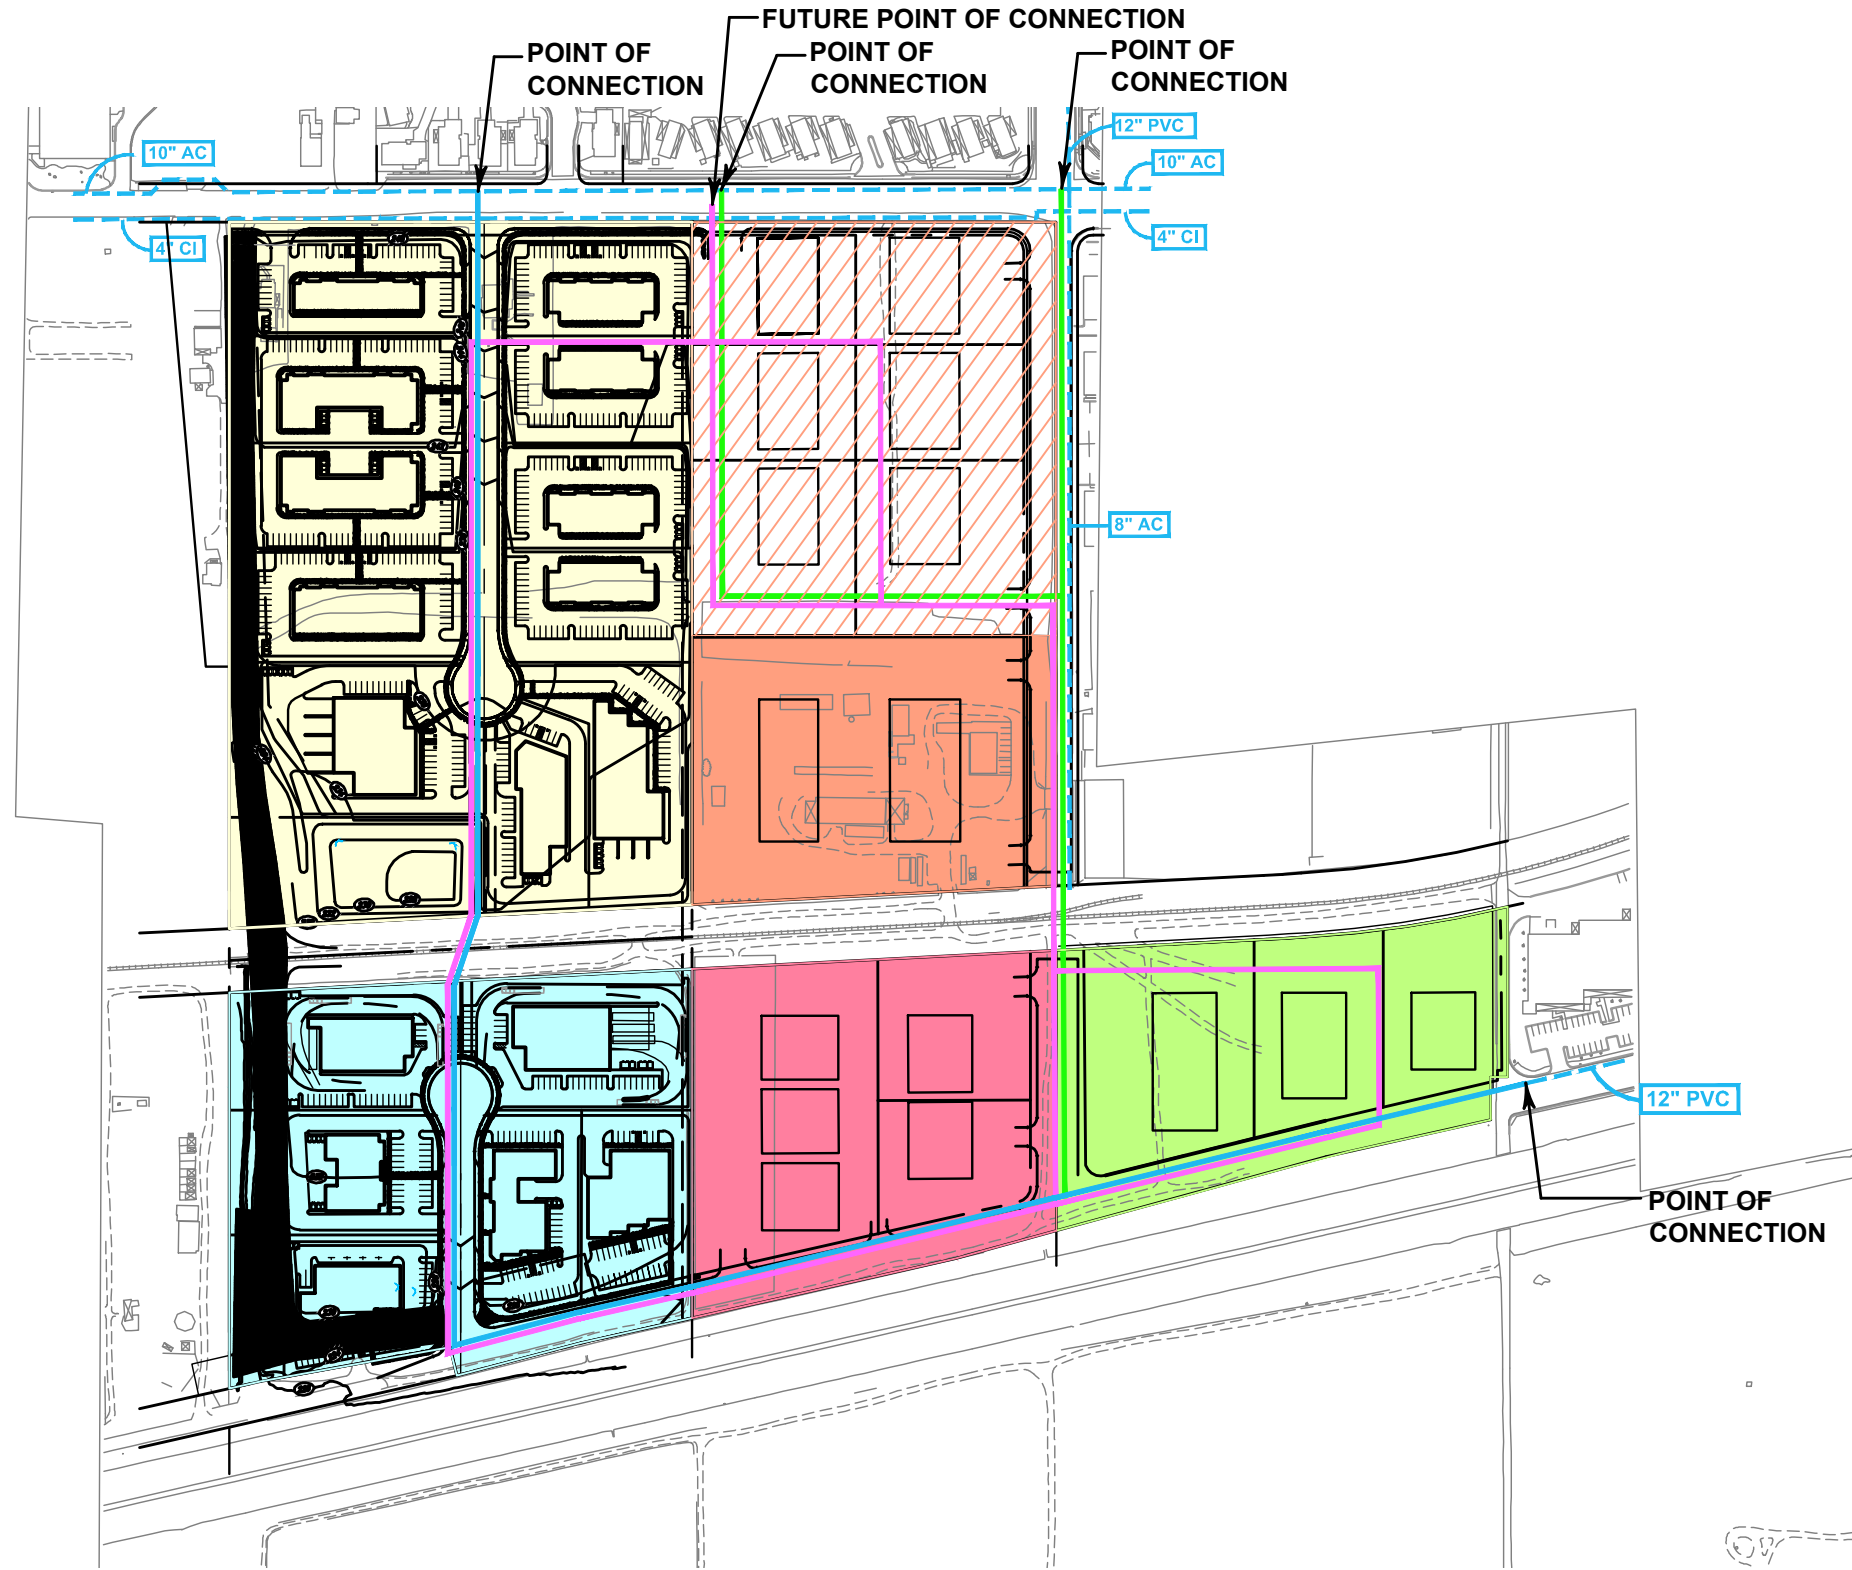 FUTURE POINT OF CONNECTION
POINT OF
CONNECTION
POINT OF
CONNECTION
POINT OF
CONNECTION
12" PVC
10" AC
10" AC
4" CI
4" CI
8" AC
12" PVC
POINT OF
CONNECTION